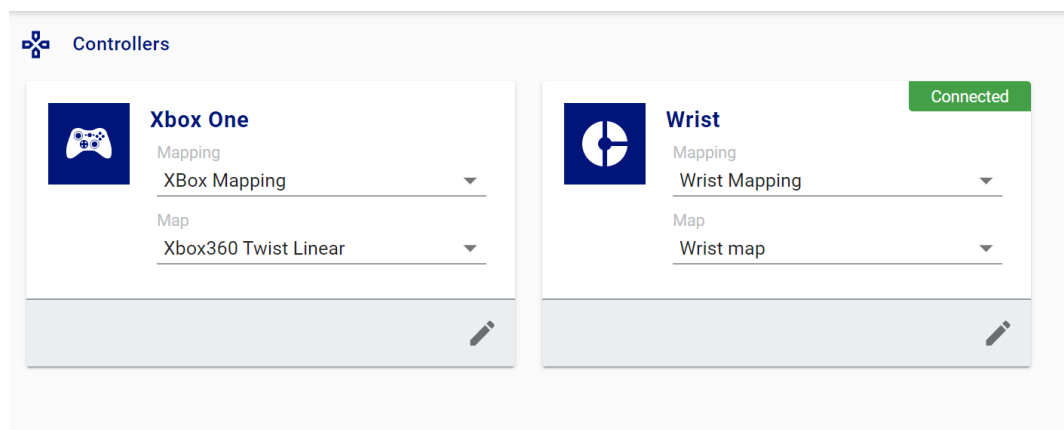 Controllers
Xbox One
Mapping
XBox Mapping
Map
Xbox360 Twist Linear
Connected
Wrist
Mapping
Wrist Mapping
Map
Wrist map